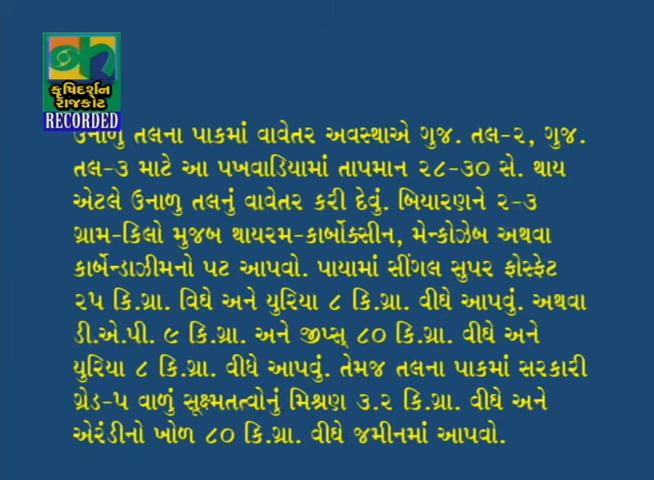 કૃષિદર્શન
રાજકોટ
RECORDED
ઉનાળુ તલના પાકમાં વાવેતર અવસ્થાએ ગુજ. તલ-૨, ગુજ.
તલ-૩ માટે આ પખવાડિયામાં તાપમાન ૨૮-૩૦ સે. થાય
એટલે ઉનાળુ તલનું વાવેતર કરી દેવું. બિયારણને ૨-૩
ગ્રામ-કિલો મુજબ થાયરમ-કાર્બોક્સીન, મેન્કોઝેબ અથવા
કાર્બેન્ડાઝીમનો પટ આપવો. પાયામાં સીંગલ સુપર ફોસ્ફેટ
૨૫ કિ.ગ્રા. વિઘે અને યુરિયા ૮ કિ.ગ્રા. વીઘે આપવું. અથવા
ડી.એ.પી. ૯ કિ.ગ્રા. અને જીપ્સ્ ૮૦ કિ.ગ્રા. વીઘે અને
યુરિયા ૮ કિ.ગ્રા. વીઘે આપવું. તેમજ તલના પાકમાં સરકારી
ગ્રેડ-૫ વાળું સૂક્ષ્મતત્વોનું મિશ્રણ ૩.૨ કિ.ગ્રા. વીઘે અને
એરંડીનો ખોળ ૮૦ કિ.ગ્રા. વીઘે જમીનમાં આપવો.